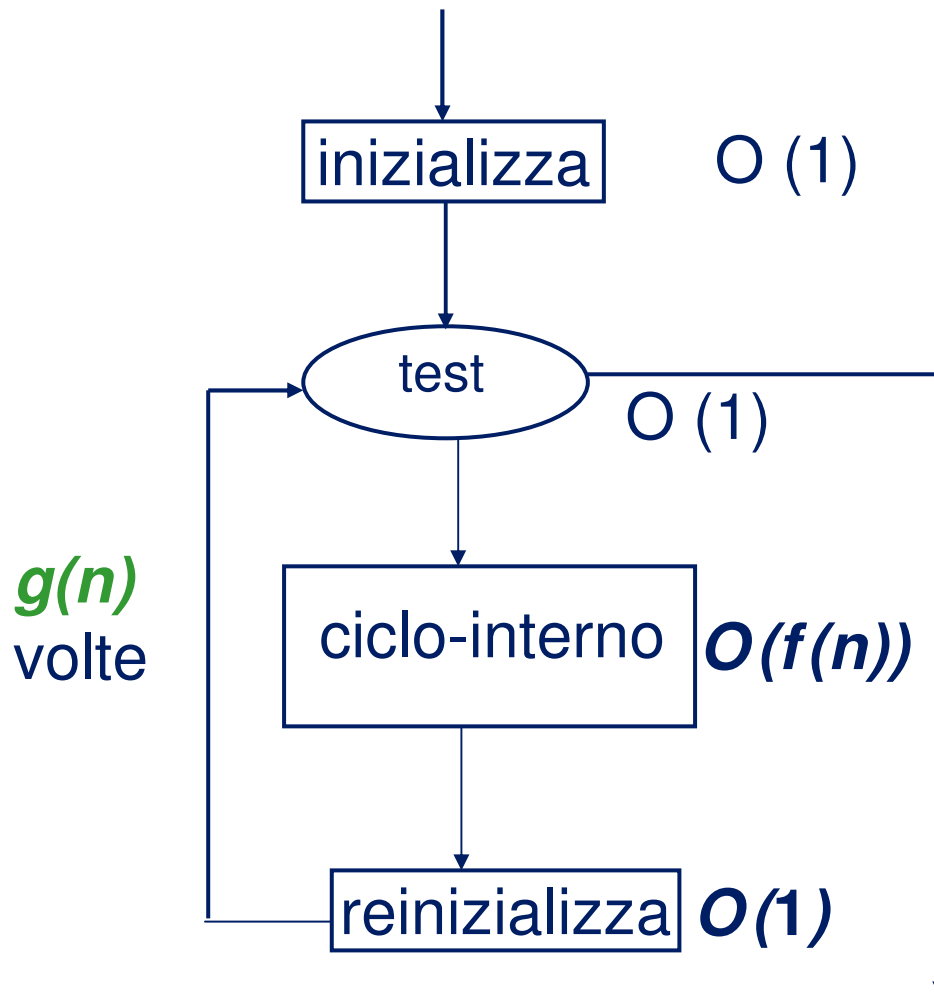 inizializza
O (1)
test
O (1)
g(n)
volte
ciclo-interno
O(f(n))
reinizializza
O(1)